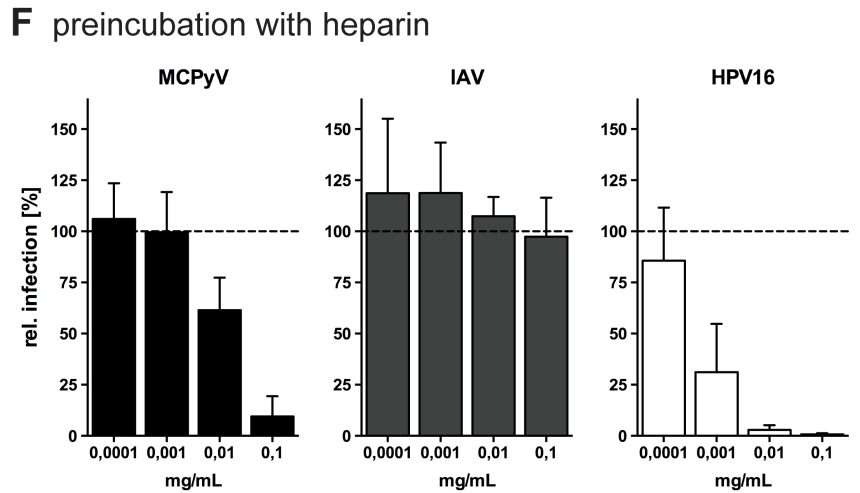 F preincubation with heparin
MCPyV
IAV
HPV16
rel. infection [%]
150
125
100
75
50
25
0
0,0001 0,001 0,01 0,1
mg/mL
150
125
100
75
50
25
0
0,0001 0,001 0,01 0,1
mg/mL
150
125
100
75
50
25
0
0,0001 0,001 0,01 0,1
mg/mL